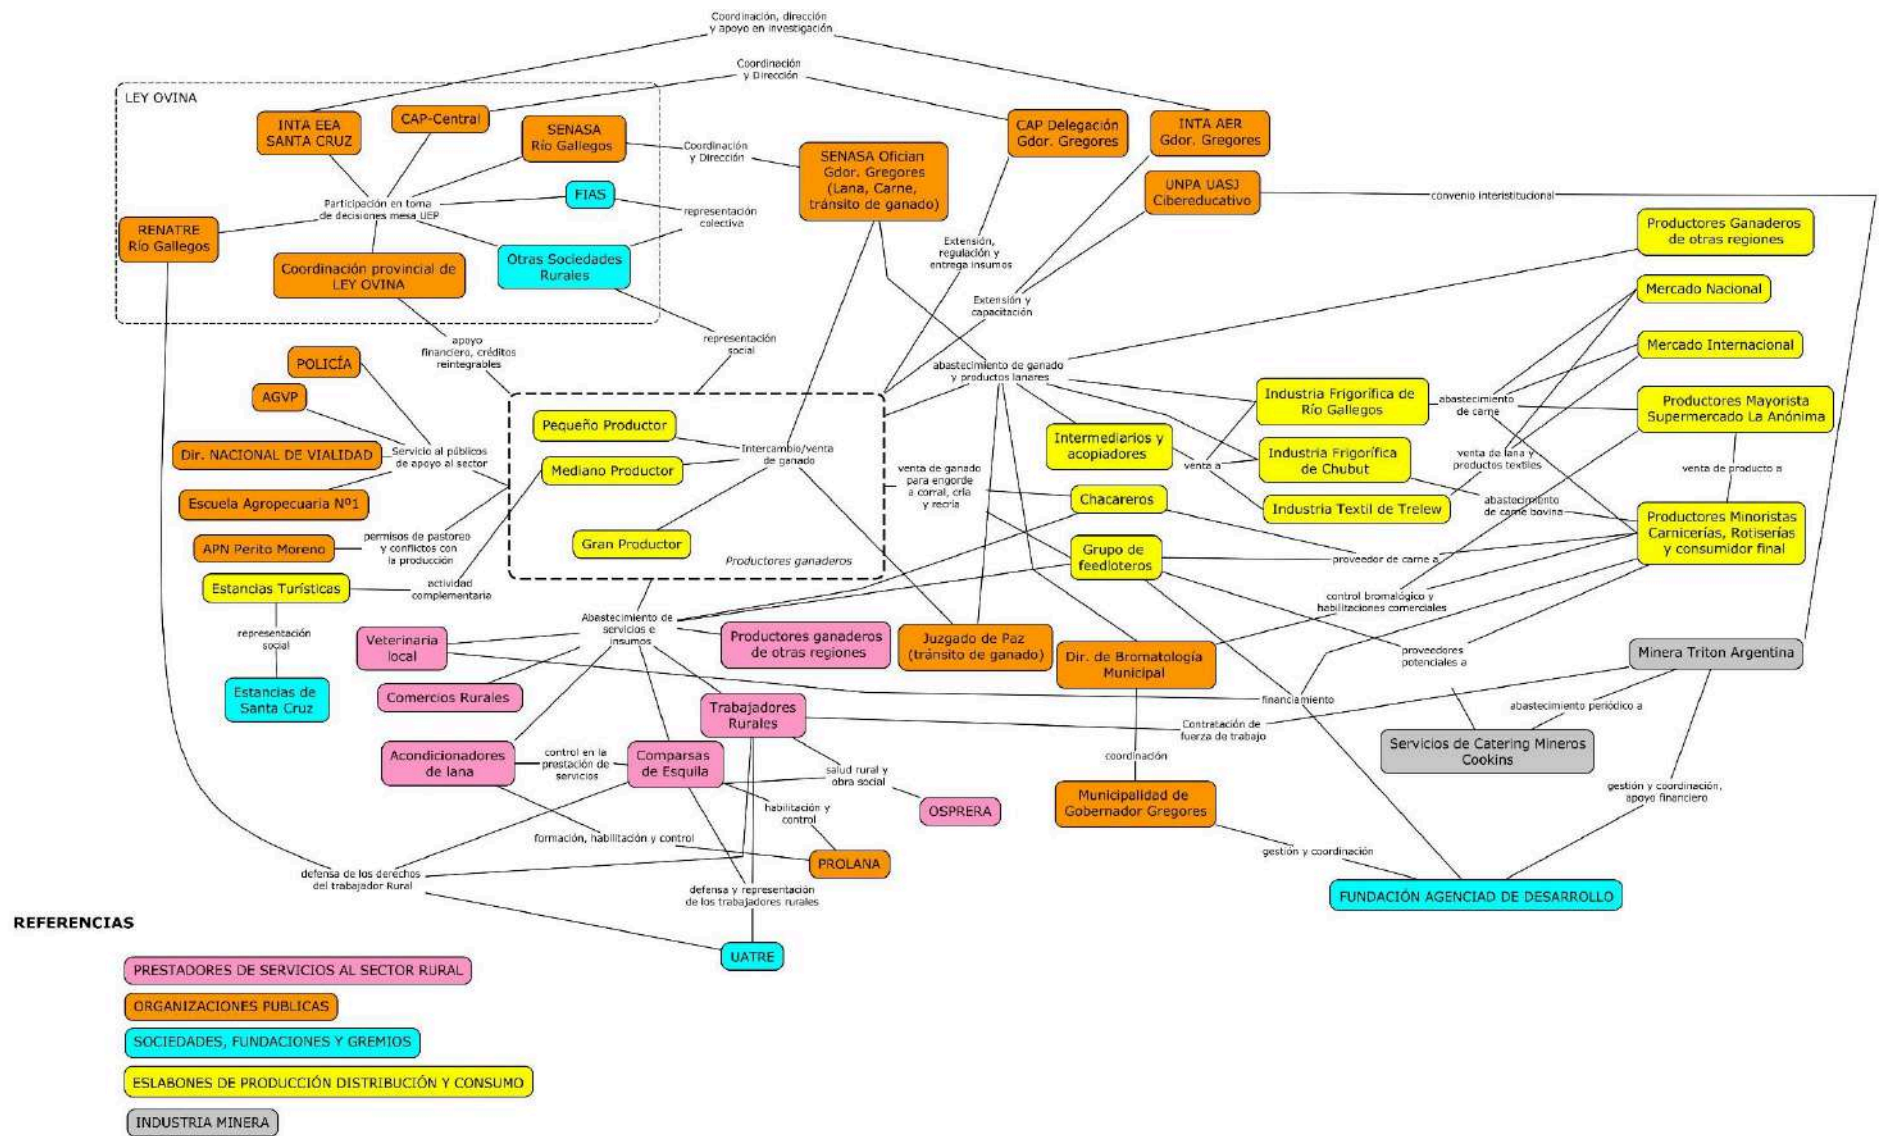 Coordinación, dirección
y apoyo en investigación
Coordinación
y Dirección
LEY OVINA
INTA EEA
SANTA CRUZ
CAP-Central
SENASA
Río Gallegos
Coordinación
y Dirección
SENASA Ofician
Gdor. Gregores
(Lana, Carne,
tránsito de ganado)
CAP Delegación
Gdor. Gregores
INTA AER
Gdor. Gregores
UNPA UASJ
Cibereducativo
convenio interistitucional
FIAS
Participación en toma
de decisiones mesa UEP
representación
colectiva
RENATRE
Río Gallegos
Coordinación provincial de
LEY OVINA
Otras Sociedades
Rurales
Extensión,
regulación y
entrega insumos
Productores Ganaderos
de otras regiones
Mercado Nacional
Extensión y
capacitación
apoyo
financiero, créditos
reintegrables
representación
social
Mercado Internacional
POLICÍA
AGVP
abastecimiento de ganado
y productos lanares
Industria Frigorífica de
Río Gallegos
abastecimiento
de carne
Productores Mayorista
Supermercado La Anónima
Pequeño Productor
Intercambio/venta
de ganado
Mediano Productor
Intermediarios y
acopiadores
venta a
Industria Frigorífica
de Chubut
venta de lana y
productos textiles
venta de producto a
Dir. NACIONAL DE VIALIDAD
Servicio al públicos
de apoyo al sector
Escuela Agropecuaria Nº1
venta de ganado
para engorde
a corral, cría
y recría
Chacareros
Industria Textil de Trelew
abastecimiento
de carne bovina
Productores Minoristas
Carnicerías, Rotiserías
y consumidor final
APN Perito Moreno
permisos de pastoreo
y conflictos con
la producción
Gran Productor
Productores ganaderos
Grupo de
feedloteros
proveedor de carne a
Estancias Turísticas
actividad
complementaria
control bromalógico y
habilitaciones comerciales
representación
social
Veterinaria
local
Abastecimiento de
servicios e
insumos
Productores ganaderos
de otras regiones
Juzgado de Paz
(tránsito de ganado)
Dir. de Bromatología
Municipal
proveedores
potenciales a
Minera Triton Argentina
Estancias de
Santa Cruz
Comercios Rurales
Trabajadores
Rurales
financiamiento
abastecimiento periódico a
Contratación de
fuerza de trabajo
Servicios de Catering Mineros
Cookins
Acondicionadores
de lana
control en la
prestación de
servicios
Comparsas
de Esquila
salud rural y
obra social
coordinación
OSPRERA
Municipalidad de
Gobernador Gregores
gestión y coordinación,
apoyo financiero
habilitación y
control
formación, habilitación y control
PROLANA
gestión y coordinación
defensa de los derechos
del trabajador Rural
defensa y representación
de los trabajadores rurales
FUNDACIÓN AGENCIAD DE DESARROLLO
UATRE
REFERENCIAS
PRESTADORES DE SERVICIOS AL SECTOR RURAL
ORGANIZACIONES PUBLICAS
SOCIEDADES, FUNDACIONES Y GREMIOS
ESLABONES DE PRODUCCIÓN DISTRIBUCIÓN Y CONSUMO
INDUSTRIA MINERA